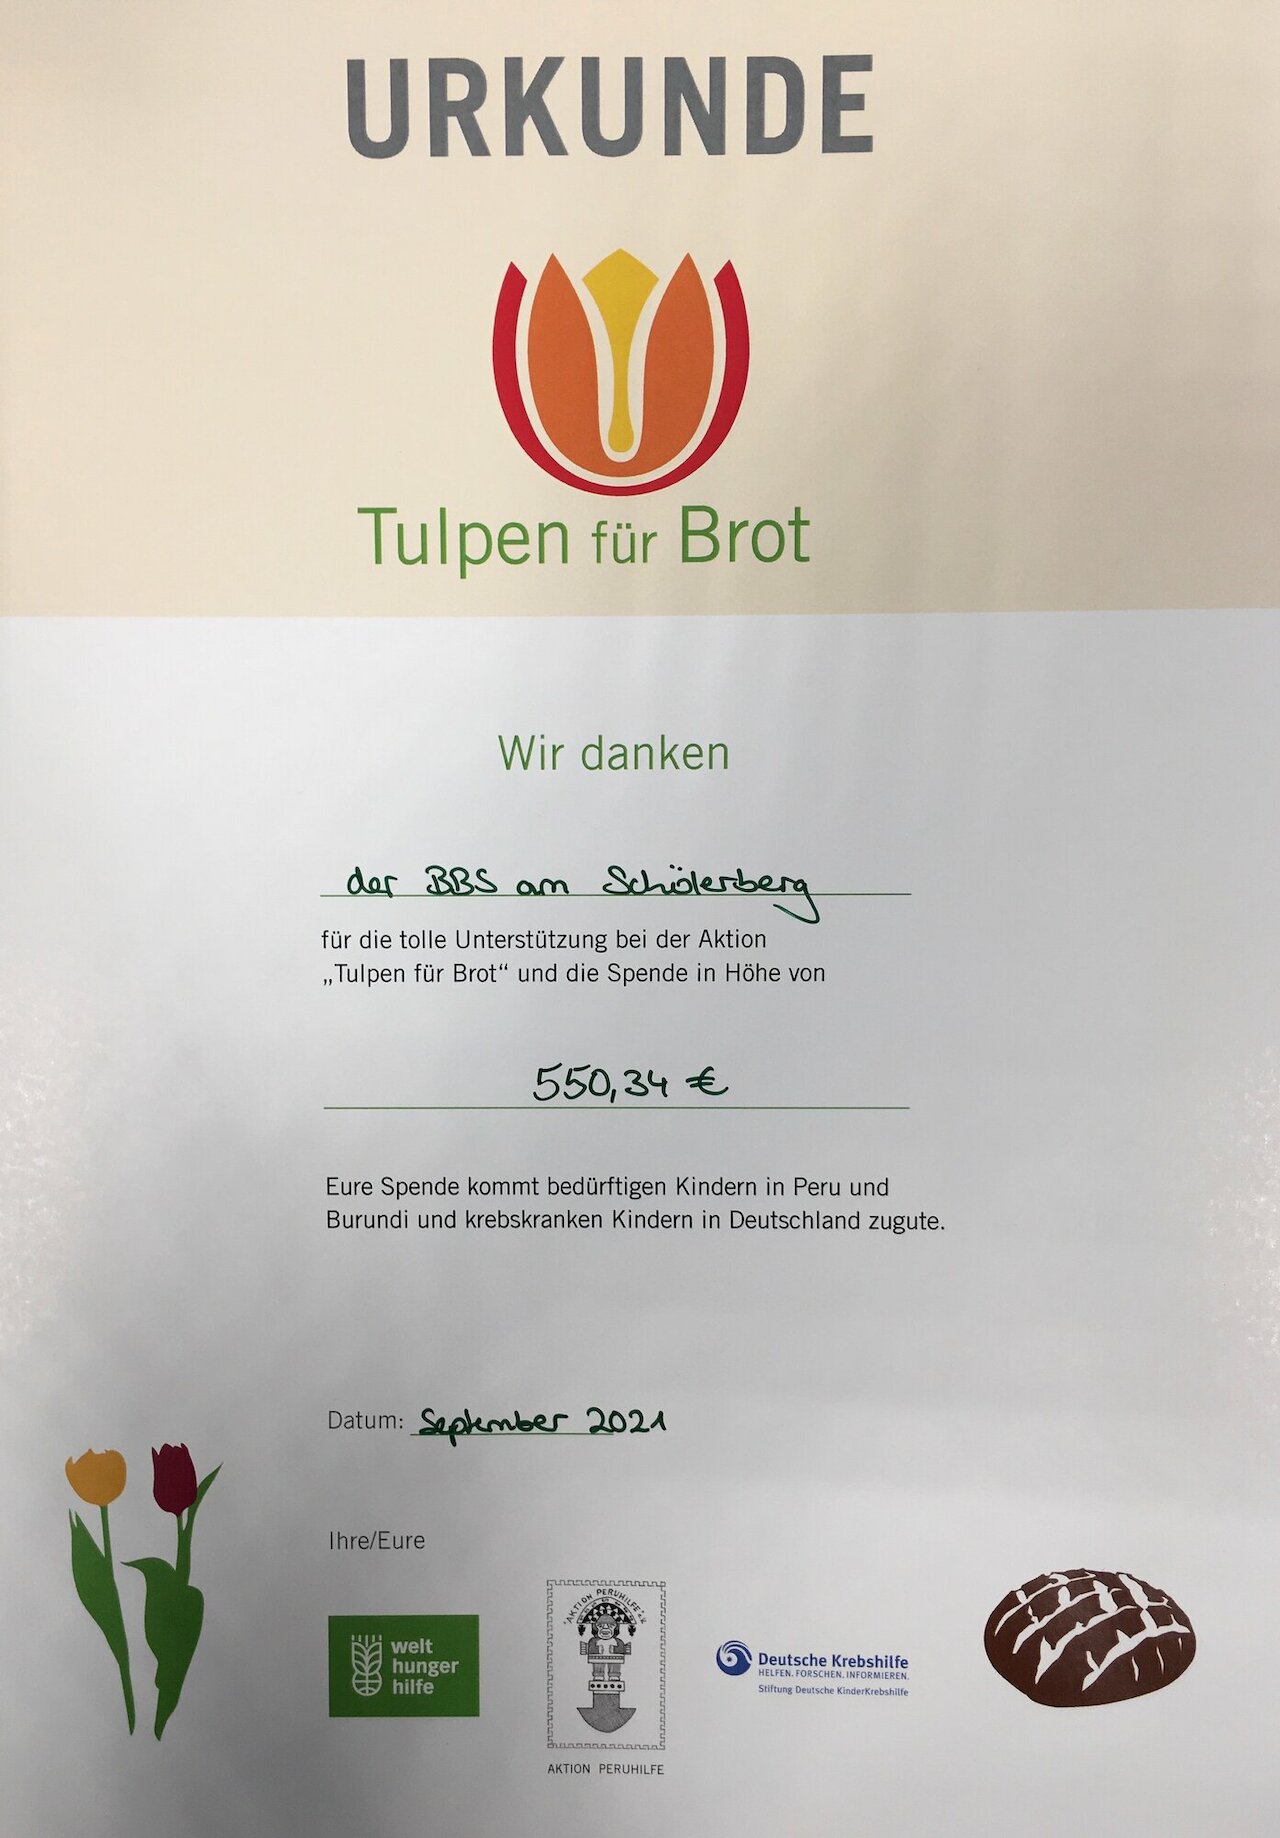 URKUNDE
Tulpen für Brot
Wir danken
der BBS am Schölerberg
für die tolle Unterstützung bei der Aktion
„Tulpen für Brot“ und die Spende in Höhe von
550,34 €
Eure Spende kommt bedürftigen Kindern in Peru und
Burundi und krebskranken Kindern in Deutschland zugute.
Datum: September 2021
Ihre/Eure
welt
hunger
hilfe
AKTION PERUHILFE e.V.
AKTION PERUHILFE
Deutsche Krebshilfe
HELFEN. FORSCHEN. INFORMIEREN.
Stiftung Deutsche KinderKrebshilfe